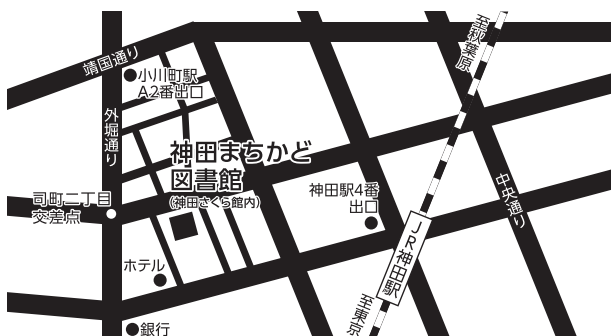 至秋葉原
靖国通り
小川町駅
A2番出口
外堀通り
神田まちかど
図書館
(神田さくら館内)
神田駅4番
出口
中央通り
司町二丁目
交差点
JR神田駅
ホテル
至東京
銀行